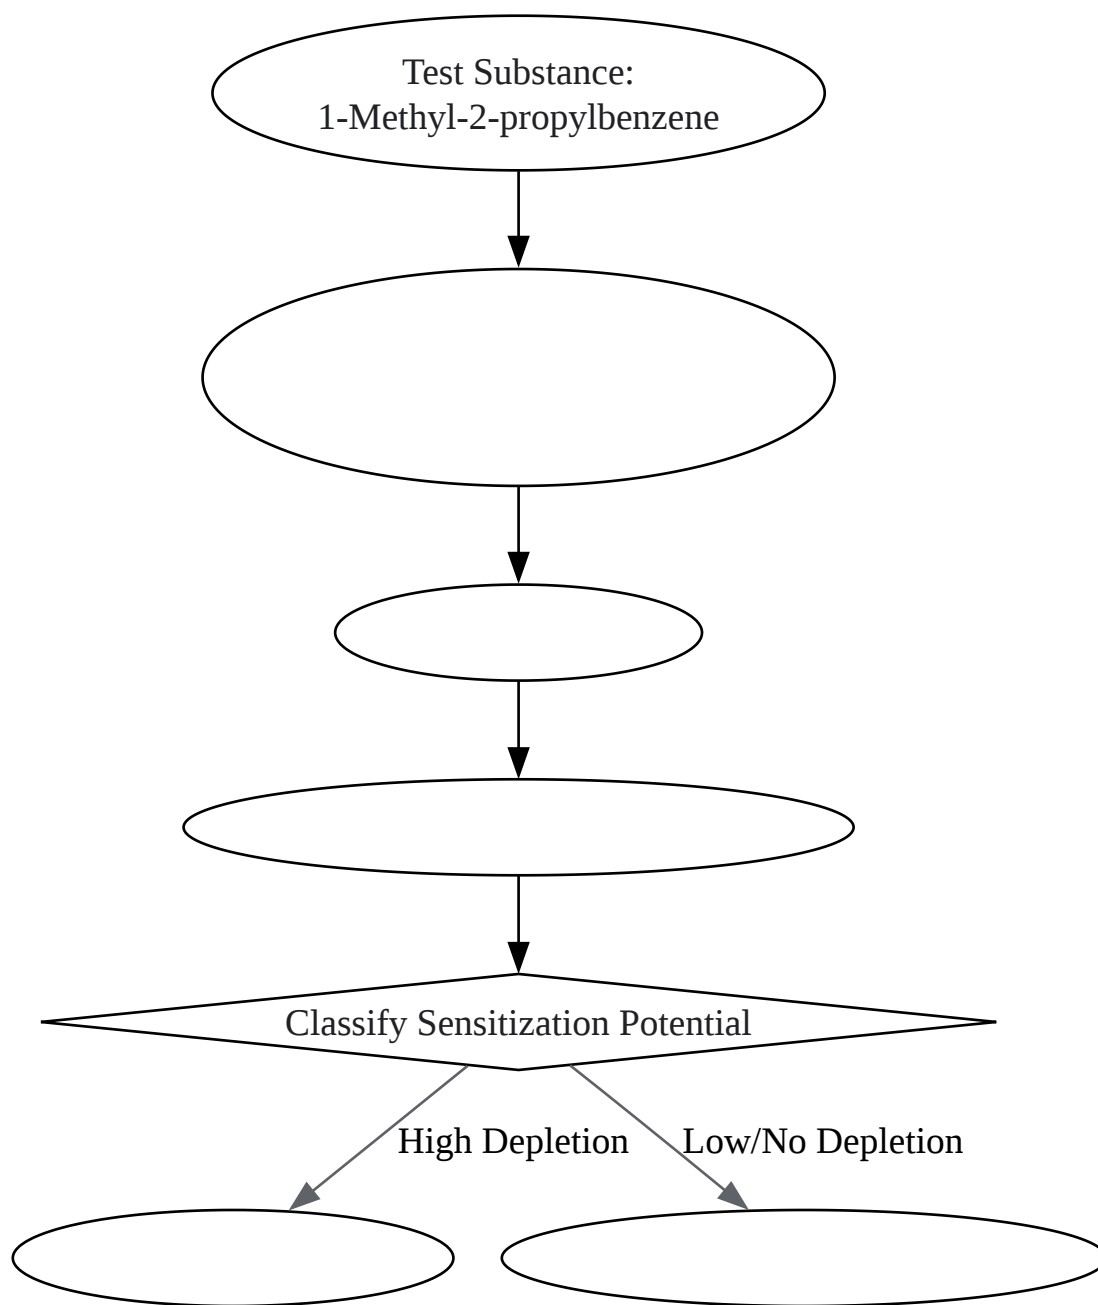 Test Substance:
1-Methyl-2-propylbenzene
Classify Sensitization Potential
High Depletion
Low/No Depletion